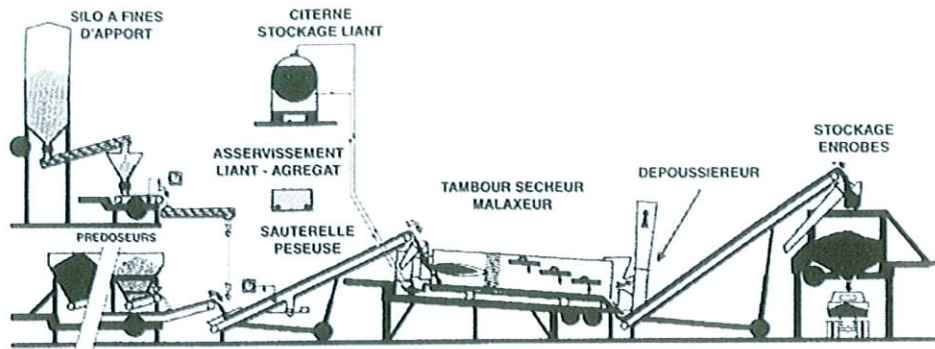 SILO A FINES
D'APPORT
CITERNE
STOCKAGE LIANT
STOCKAGE
ENROBES
ASSERVISSEMENT
LIANT - AGREGAT
TAMBOUR SECHEUR
MALAXEUR
DEPOUSSIEREUR
PREDOSEURS
SAUTERELLE
PESEUSE